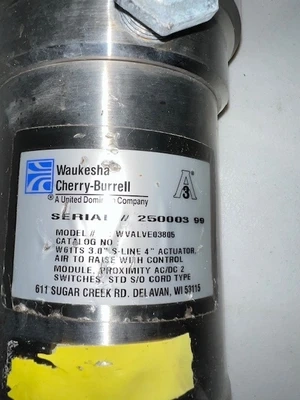 Waukesha
Cherry-Burrell
® A United Dominion Company
A
3
SERIAL # 250003 99
MODEL # WVALVE03805
CATALOG NO
W61TS 3.0" S-LINE 4" ACTUATOR,
AIR TO RAISE WITH CONTROL
MODULE, PROXIMITY AC/DC 2
SWITCHES, STD S/O CORD TYPE
611 SUGAR CREEK RD. DELAVAN, WI 53115